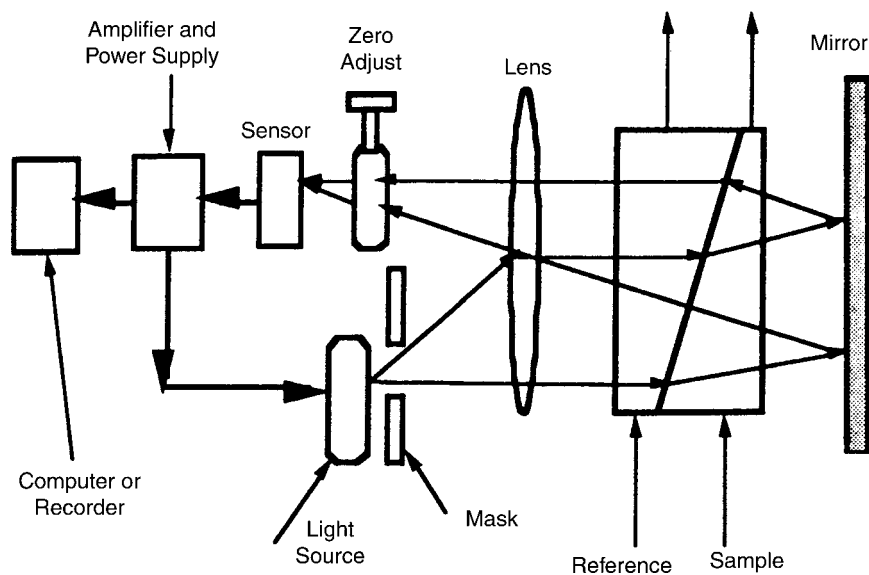 Amplifier and
Power Supply
Zero
Adjust
Lens
Mirror
Sensor
Computer or
Recorder
Light
Source
Mask
Reference
Sample